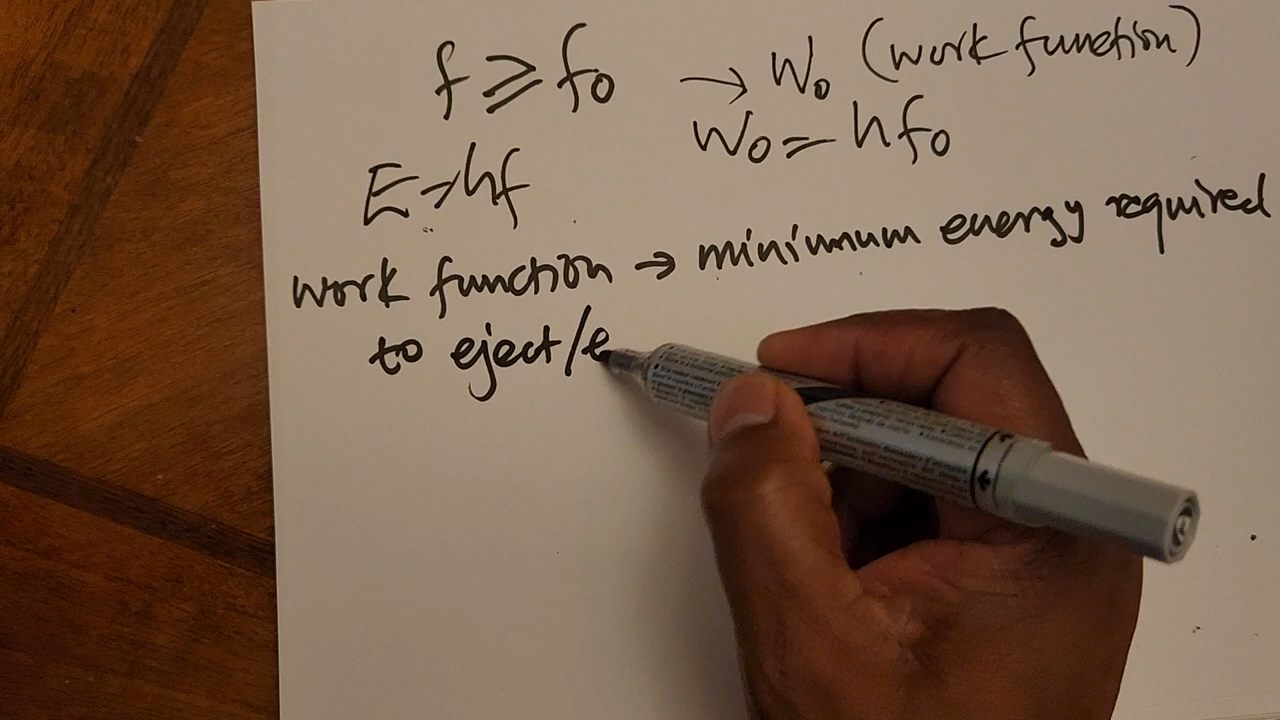 f ≥ f₀ → W₀ (work function)
W₀ = hf₀
E = hf
work function → minimum energy required
to eject/e